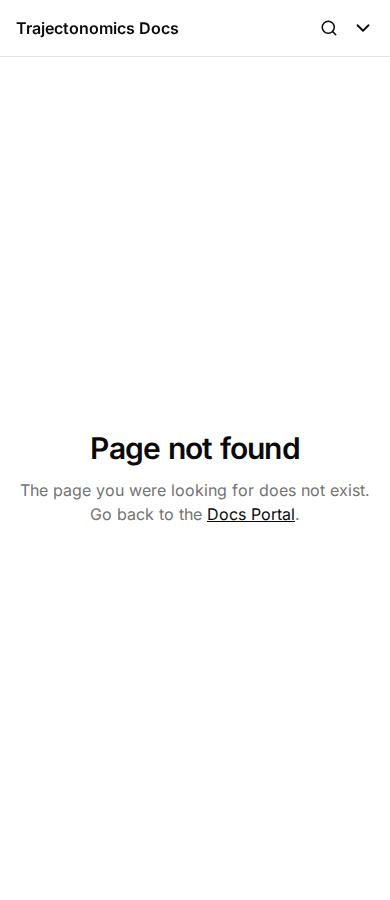 Trajectonomics Docs
Page not found
The page you were looking for does not exist.
Go back to the Docs Portal.